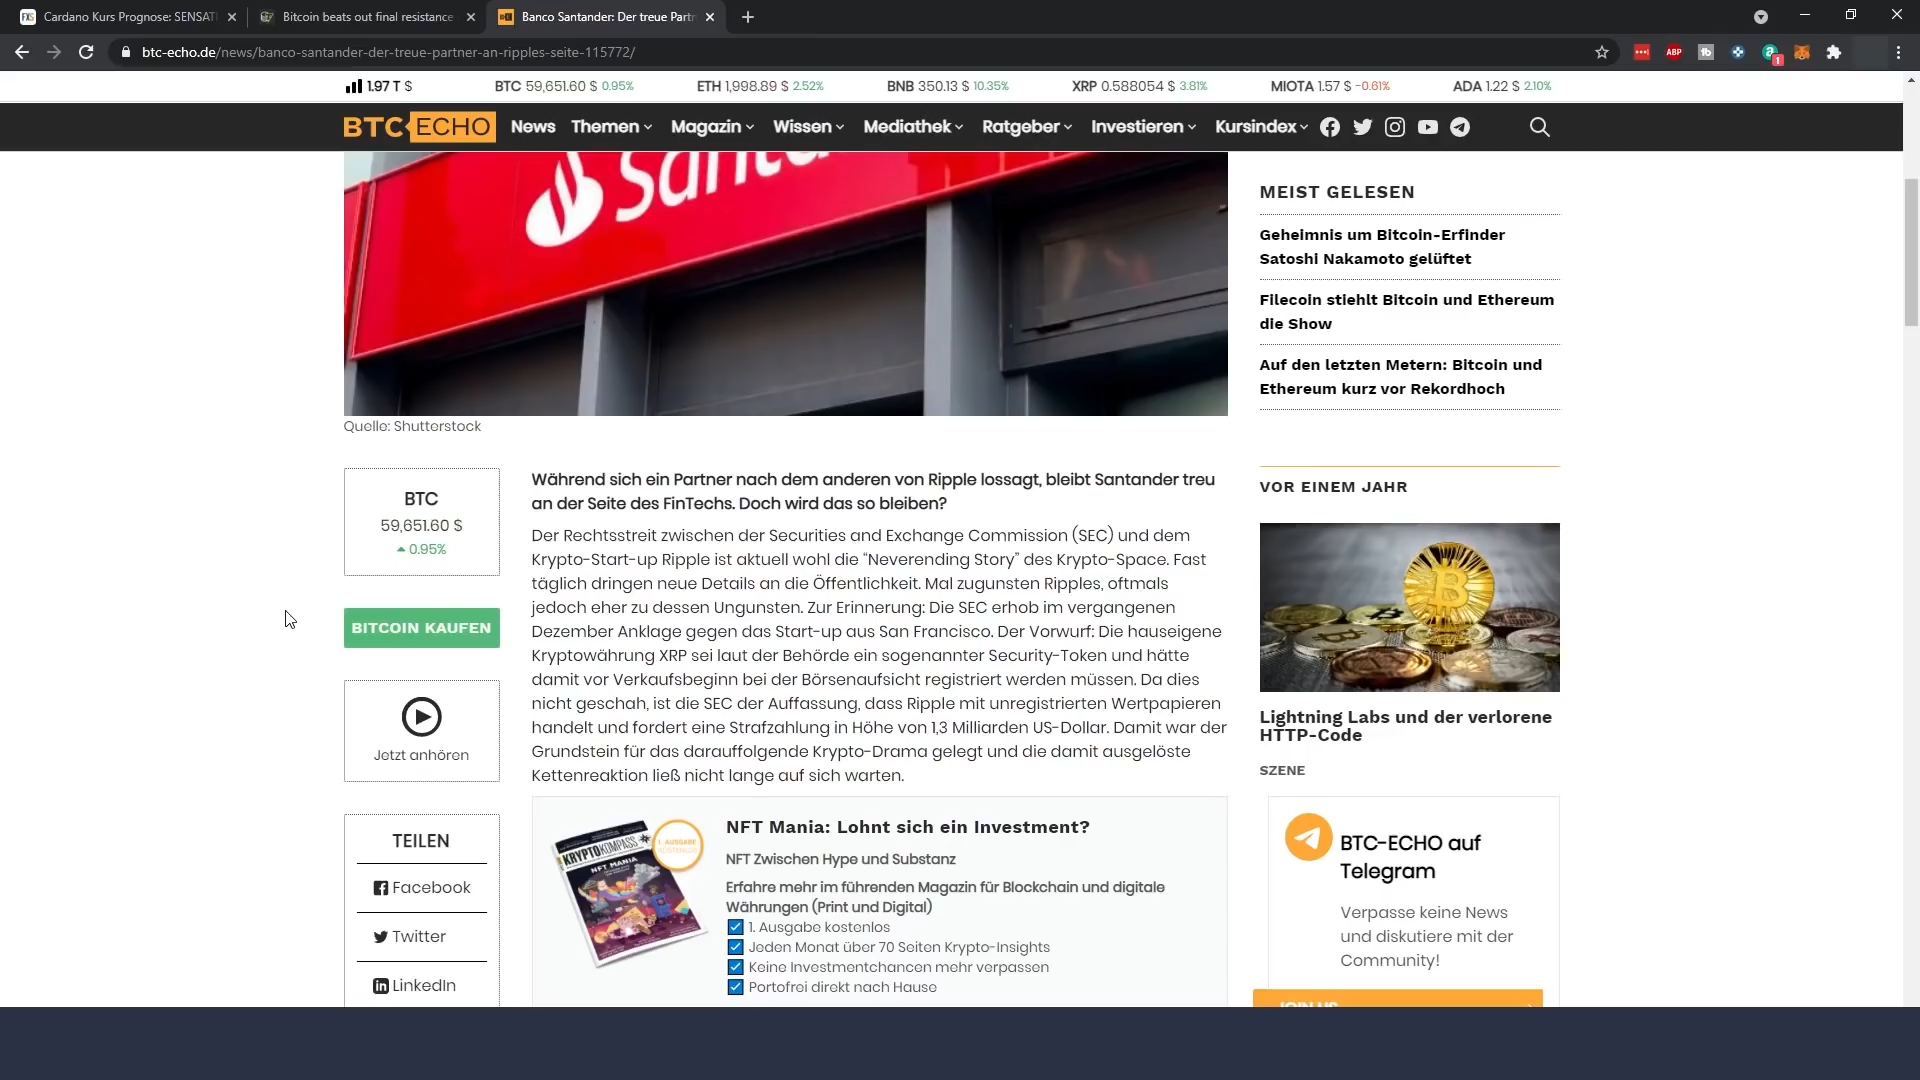 Cardano Kurs Prognose: SENSATI
Bitcoin beats out final resistance
Banco Santander: Der treue Partn
btc-echo.de/news/banco-santander-der-treue-partner-an-ripples-seite-115772/
ABP
1
1.97 T $
BTC 59,651.60 $ 0.95%
ETH 1,998.89 $ 2.52%
BNB 350.13 $ 10.35%
XRP 0.588054 $ 3.81%
MIOTA 1.57 $ -0.61%
ADA 1.22 $ 2.10%
BTC ECHO
News Themen Magazin Wissen Mediathek Ratgeber Investieren Kursindex
Quelle: Shutterstock
BTC
59,651.60 $
0.95%
BITCOIN KAUFEN
Jetzt anhören
TEILEN
Facebook
Twitter
LinkedIn
Während sich ein Partner nach dem anderen von Ripple lossagt, bleibt Santander treu
an der Seite des FinTechs. Doch wird das so bleiben?
Der Rechtsstreit zwischen der Securities and Exchange Commission (SEC) und dem
Krypto-Start-up Ripple ist aktuell wohl die “Neverending Story” des Krypto-Space. Fast
täglich dringen neue Details an die Öffentlichkeit. Mal zugunsten Ripples, oftmals
jedoch eher zu dessen Ungunsten. Zur Erinnerung: Die SEC erhob im vergangenen
Dezember Anklage gegen das Start-up aus San Francisco. Der Vorwurf: Die hauseigene
Kryptowährung XRP sei laut der Behörde ein sogenannter Security-Token und hätte
damit vor Verkaufsbeginn bei der Börsenaufsicht registriert werden müssen. Da dies
nicht geschah, ist die SEC der Auffassung, dass Ripple mit unregistrierten Wertpapieren
handelt und fordert eine Strafzahlung in Höhe von 1,3 Milliarden US-Dollar. Damit war der
Grundstein für das darauffolgende Krypto-Drama gelegt und die damit ausgelöste
Kettenreaktion ließ nicht lange auf sich warten.
KRYPTOKOMPASS
NFT MANIA
1. AUSGABE
KOSTENLOS
NFT Mania: Lohnt sich ein Investment?
NFT Zwischen Hype und Substanz
Erfahre mehr im führenden Magazin für Blockchain und digitale
Währungen (Print und Digital)
1. Ausgabe kostenlos
Jeden Monat über 70 Seiten Krypto-Insights
Keine Investmentchancen mehr verpassen
Portofrei direkt nach Hause
MEIST GELESEN
Geheimnis um Bitcoin-Erfinder
Satoshi Nakamoto gelüftet
Filecoin stiehlt Bitcoin und Ethereum
die Show
Auf den letzten Metern: Bitcoin und
Ethereum kurz vor Rekordhoch
VOR EINEM JAHR
Lightning Labs und der verlorene
HTTP-Code
SZENE
BTC-ECHO auf
Telegram
Verpasse keine News
und diskutiere mit der
Community!
JOIN US